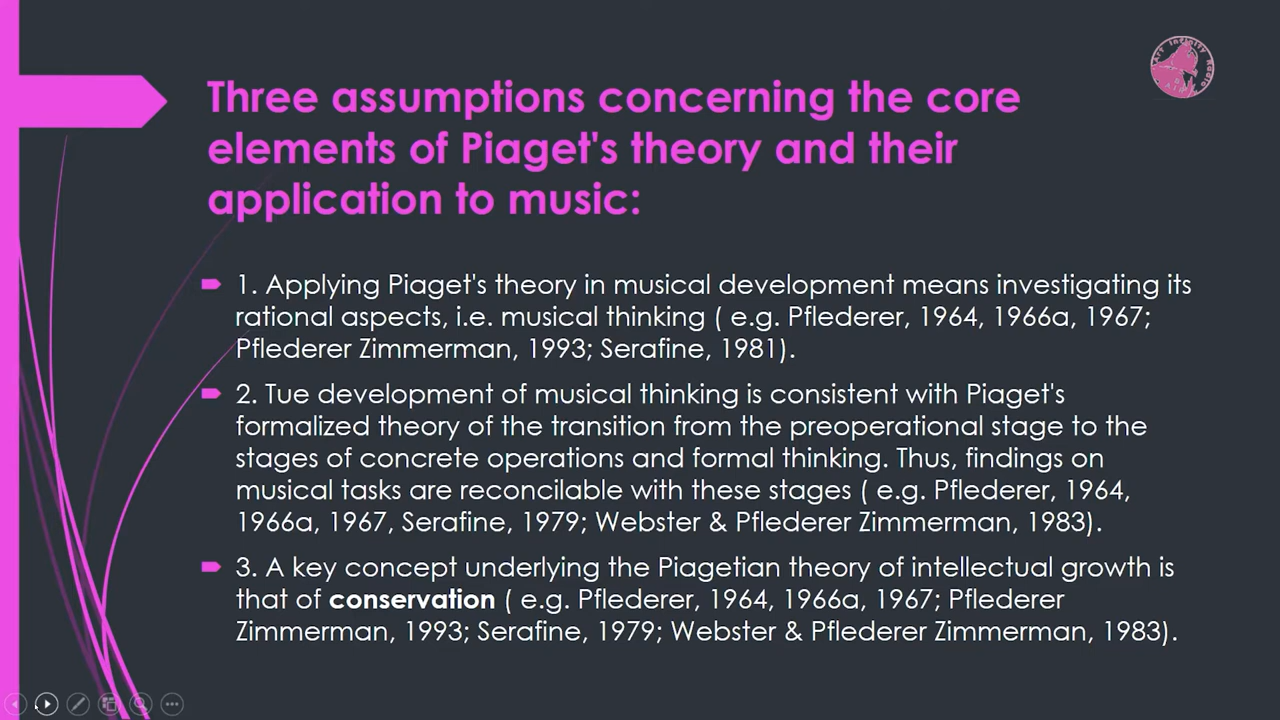 Three assumptions concerning the core
elements of Piaget's theory and their
application to music:
Art Infinity Radio
1. Applying Piaget's theory in musical development means investigating its
rational aspects, i.e. musical thinking ( e.g. Pflederer, 1964, 1966a, 1967;
Pflederer Zimmerman, 1993; Serafine, 1981).
2. Tue development of musical thinking is consistent with Piaget's
formalized theory of the transition from the preoperational stage to the
stages of concrete operations and formal thinking. Thus, findings on
musical tasks are reconcilable with these stages ( e.g. Pflederer, 1964,
1966a, 1967, Serafine, 1979; Webster & Pflederer Zimmerman, 1983).
3. A key concept underlying the Piagetian theory of intellectual growth is
that of conservation ( e.g. Pflederer, 1964, 1966a, 1967; Pflederer
Zimmerman, 1993; Serafine, 1979; Webster & Pflederer Zimmerman, 1983).